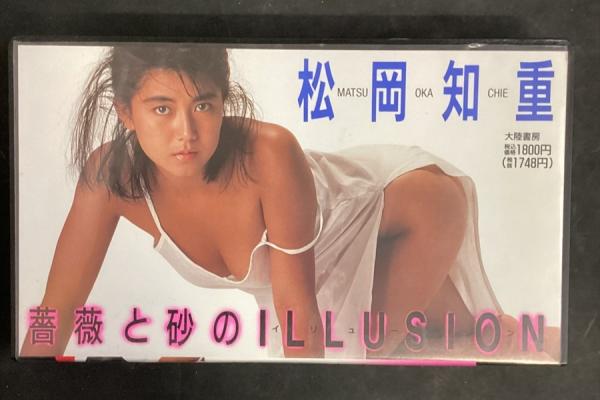 松岡知重
MATSU OKA CHIE
大陸書房
税込価格1800円
(税抜1748円)
薔薇と砂のILLUSION
イリュージョン